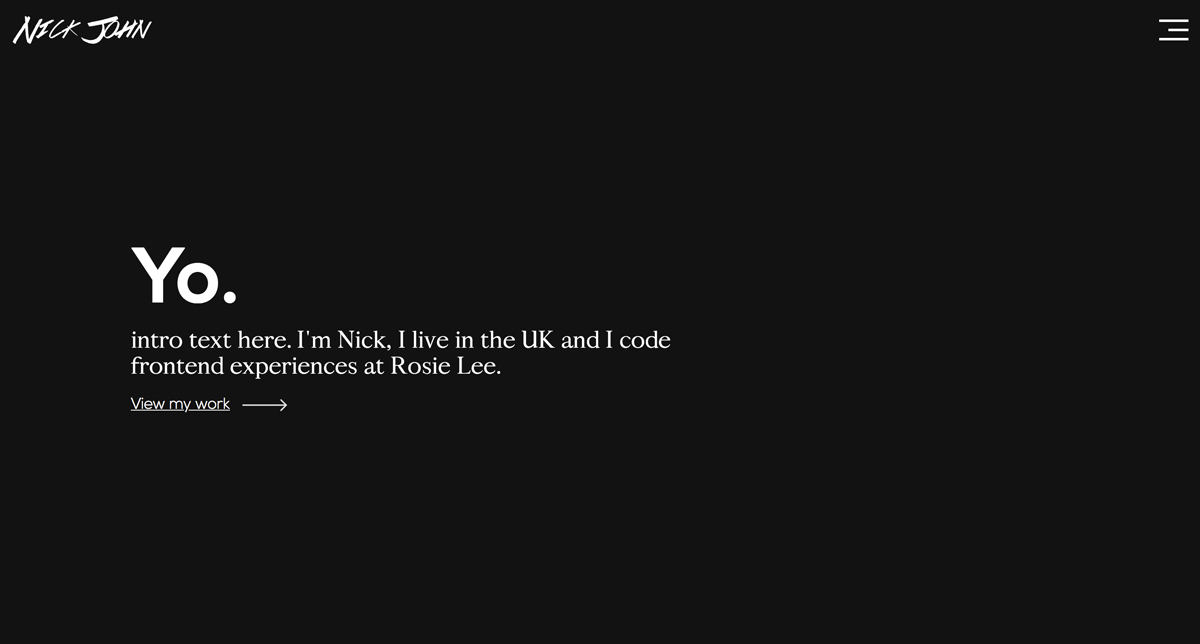 NICK JOHN
Yo.
intro text here. I'm Nick, I live in the UK and I code
frontend experiences at Rosie Lee.
View my work